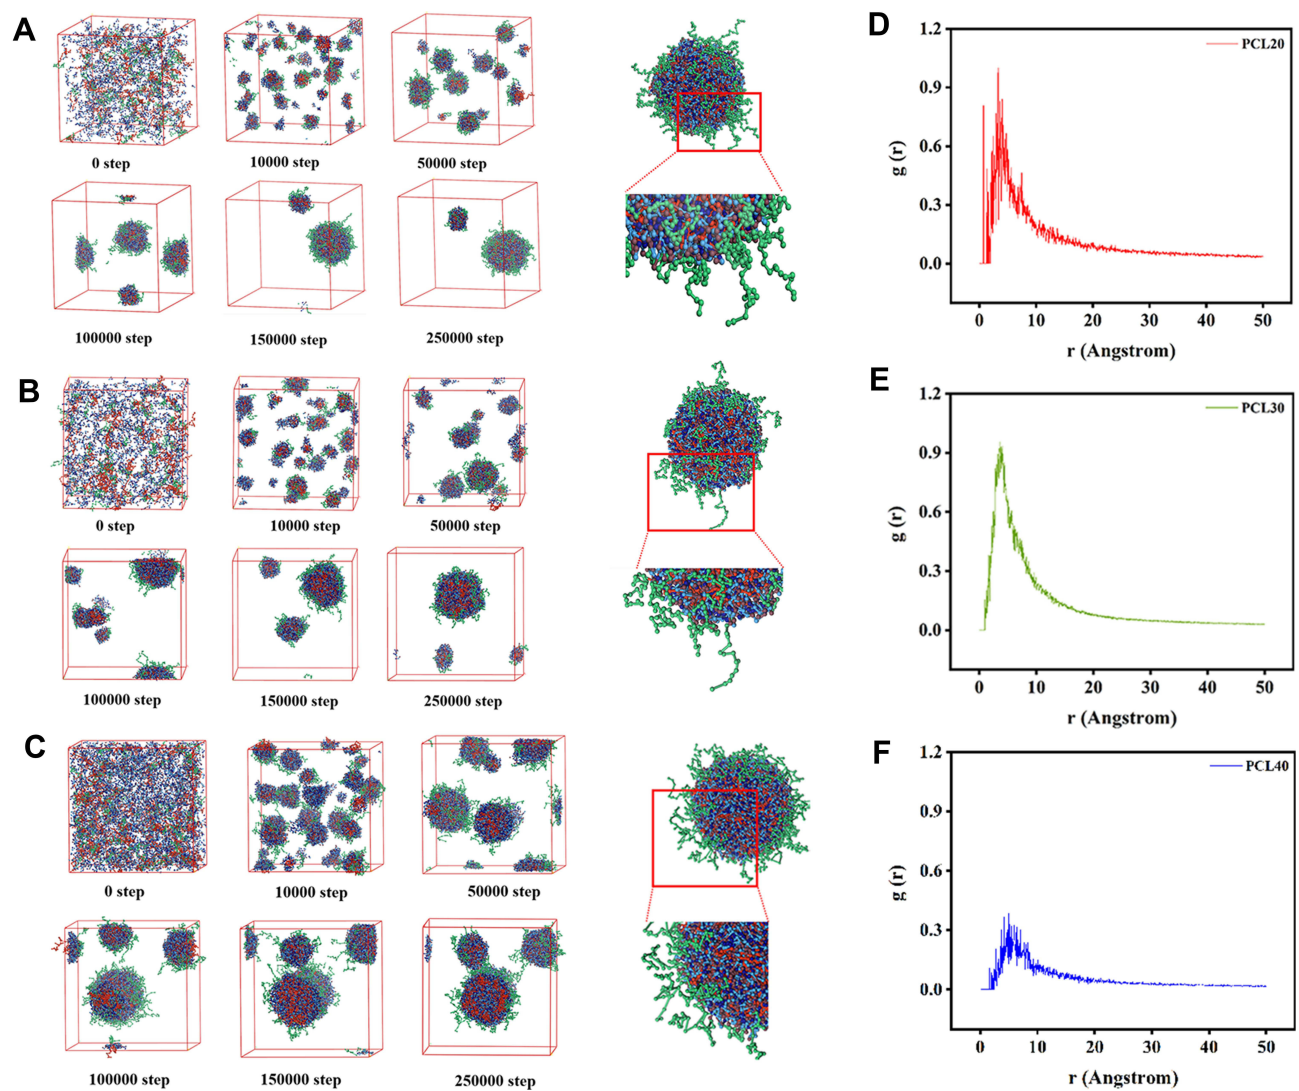 A
0 step
10000 step
50000 step
100000 step
150000 step
250000 step
D
PCL20
1.2
0.9
0.6
0.3
0.0
g (r)
0 10 20 30 40 50
r (Angstrom)
B
0 step
10000 step
50000 step
100000 step
150000 step
250000 step
E
PCL30
1.2
0.9
0.6
0.3
0.0
g (r)
0 10 20 30 40 50
r (Angstrom)
C
0 step
10000 step
50000 step
100000 step
150000 step
250000 step
F
PCL40
1.2
0.9
0.6
0.3
0.0
g (r)
0 10 20 30 40 50
r (Angstrom)